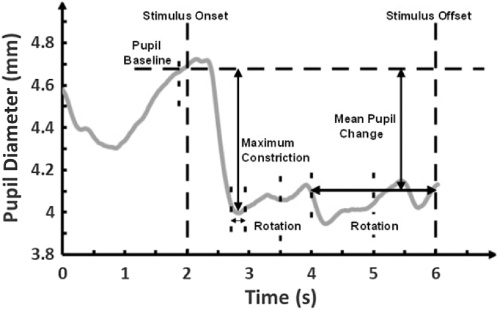 Stimulus Onset
Stimulus Offset
4.8
Pupil
Baseline
4.6
4.4
Mean Pupil
Change
Maximum
Constriction
4.2
4
Rotation
Rotation
3.8
0
1
2
3
4
5
6
Time (s)
Pupil Diameter (mm)